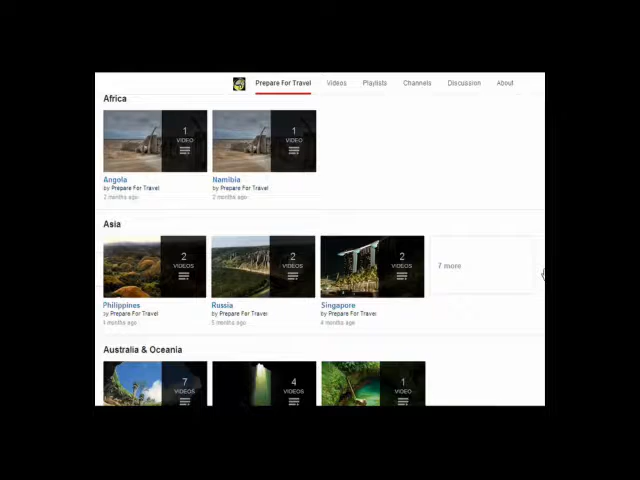 Prepare For Travel Videos Playlists Channels Discussion About
Africa
1 VIDEO
1 VIDEO
Angola
by Prepare For Travel
2 months ago
Namibia
by Prepare For Travel
2 months ago
Asia
2 VIDEOS
2 VIDEOS
2 VIDEOS
7 more
Philippines
by Prepare For Travel
Russia
by Prepare For Travel
5 months ago
Singapore
by Prepare For Travel
4 months ago
Australia & Oceania
7 VIDEOS
4 VIDEOS
1 VIDEO